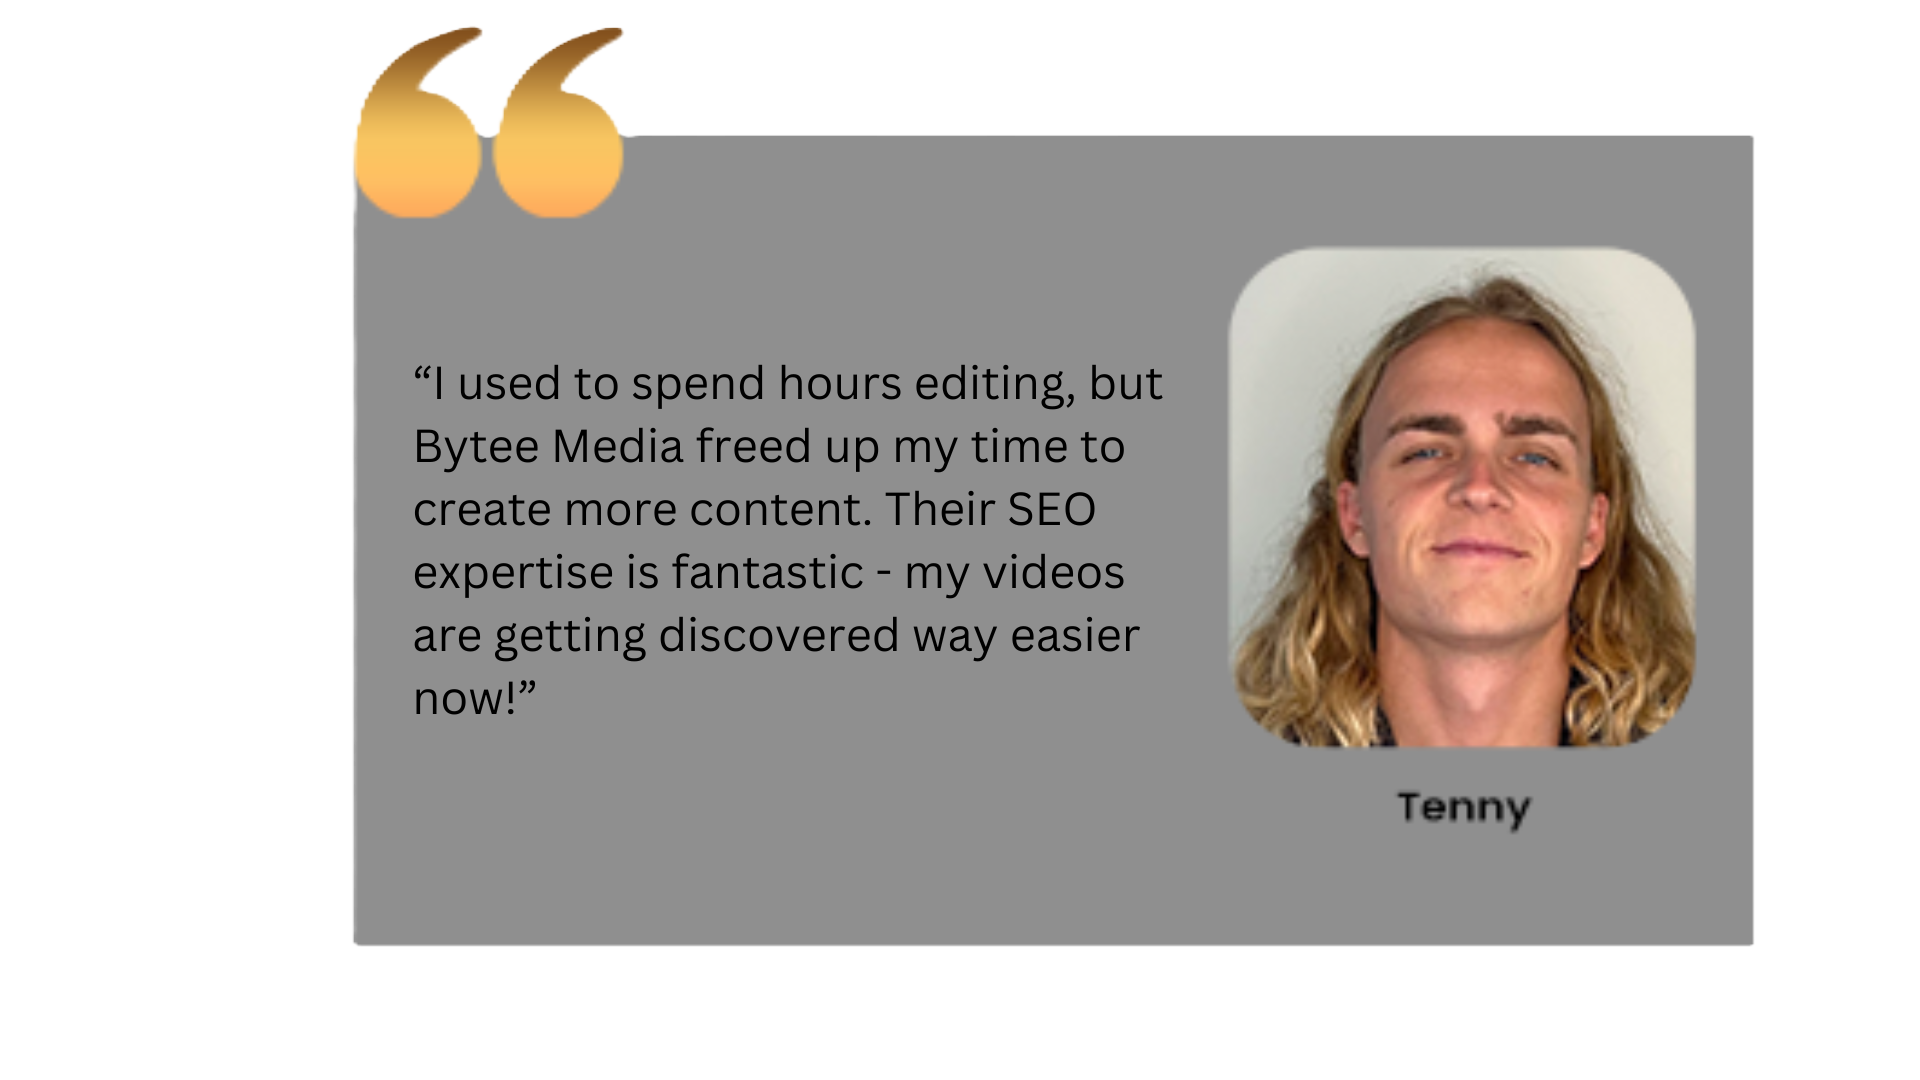 “I used to spend hours editing, but
Bytee Media freed up my time to
create more content. Their SEO
expertise is fantastic - my videos
are getting discovered way easier
now!”
Tenny